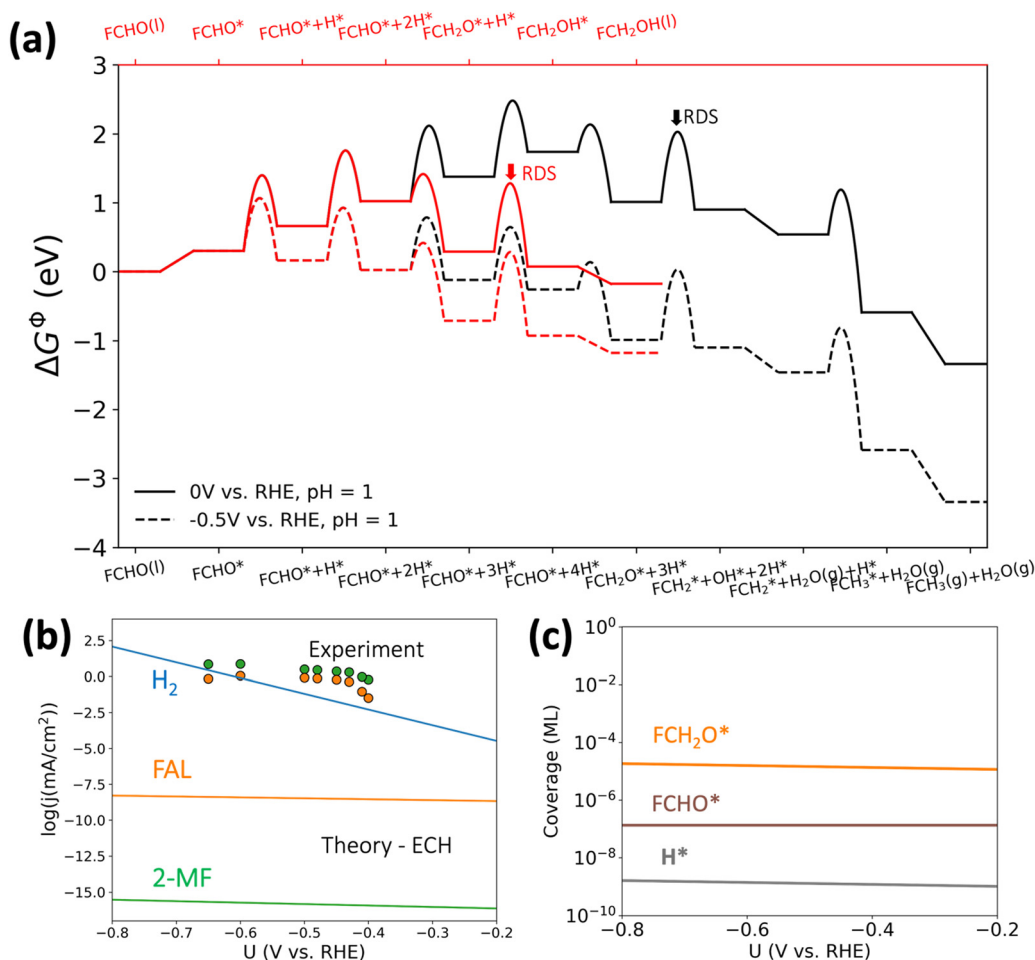 (a)
FCHO(l) FCHO* FCHO*+H* FCHO*+2H* FCH₂O*+H* FCH₂OH* FCH₂OH(l)
3
2
1
0
−1
−2
−3
−4
ΔG^Φ (eV)
RDS
RDS
0V vs. RHE, pH = 1
-0.5V vs. RHE, pH = 1
FCHO(l) FCHO* FCHO*+H* FCHO*+2H* FCHO*+3H* FCHO*+4H* FCH₂O*+3H* FCH₂*+OH*+2H* FCH₂*+H₂O(g)+H* FCH₃*+H₂O(g) FCH₃(g)+H₂O(g)
(b)
log(j(mA/cm²))
2.5
0.0
−2.5
−5.0
−7.5
−10.0
−12.5
−15.0
Experiment
H₂
FAL
Theory - ECH
2-MF
−0.8 −0.7 −0.6 −0.5 −0.4 −0.3 −0.2
U (V vs. RHE)
(c)
Coverage (ML)
10⁰
10⁻²
10⁻⁴
10⁻⁶
10⁻⁸
10⁻¹⁰
FCH₂O*
FCHO*
H*
−0.8 −0.6 −0.4 −0.2
U (V vs. RHE)